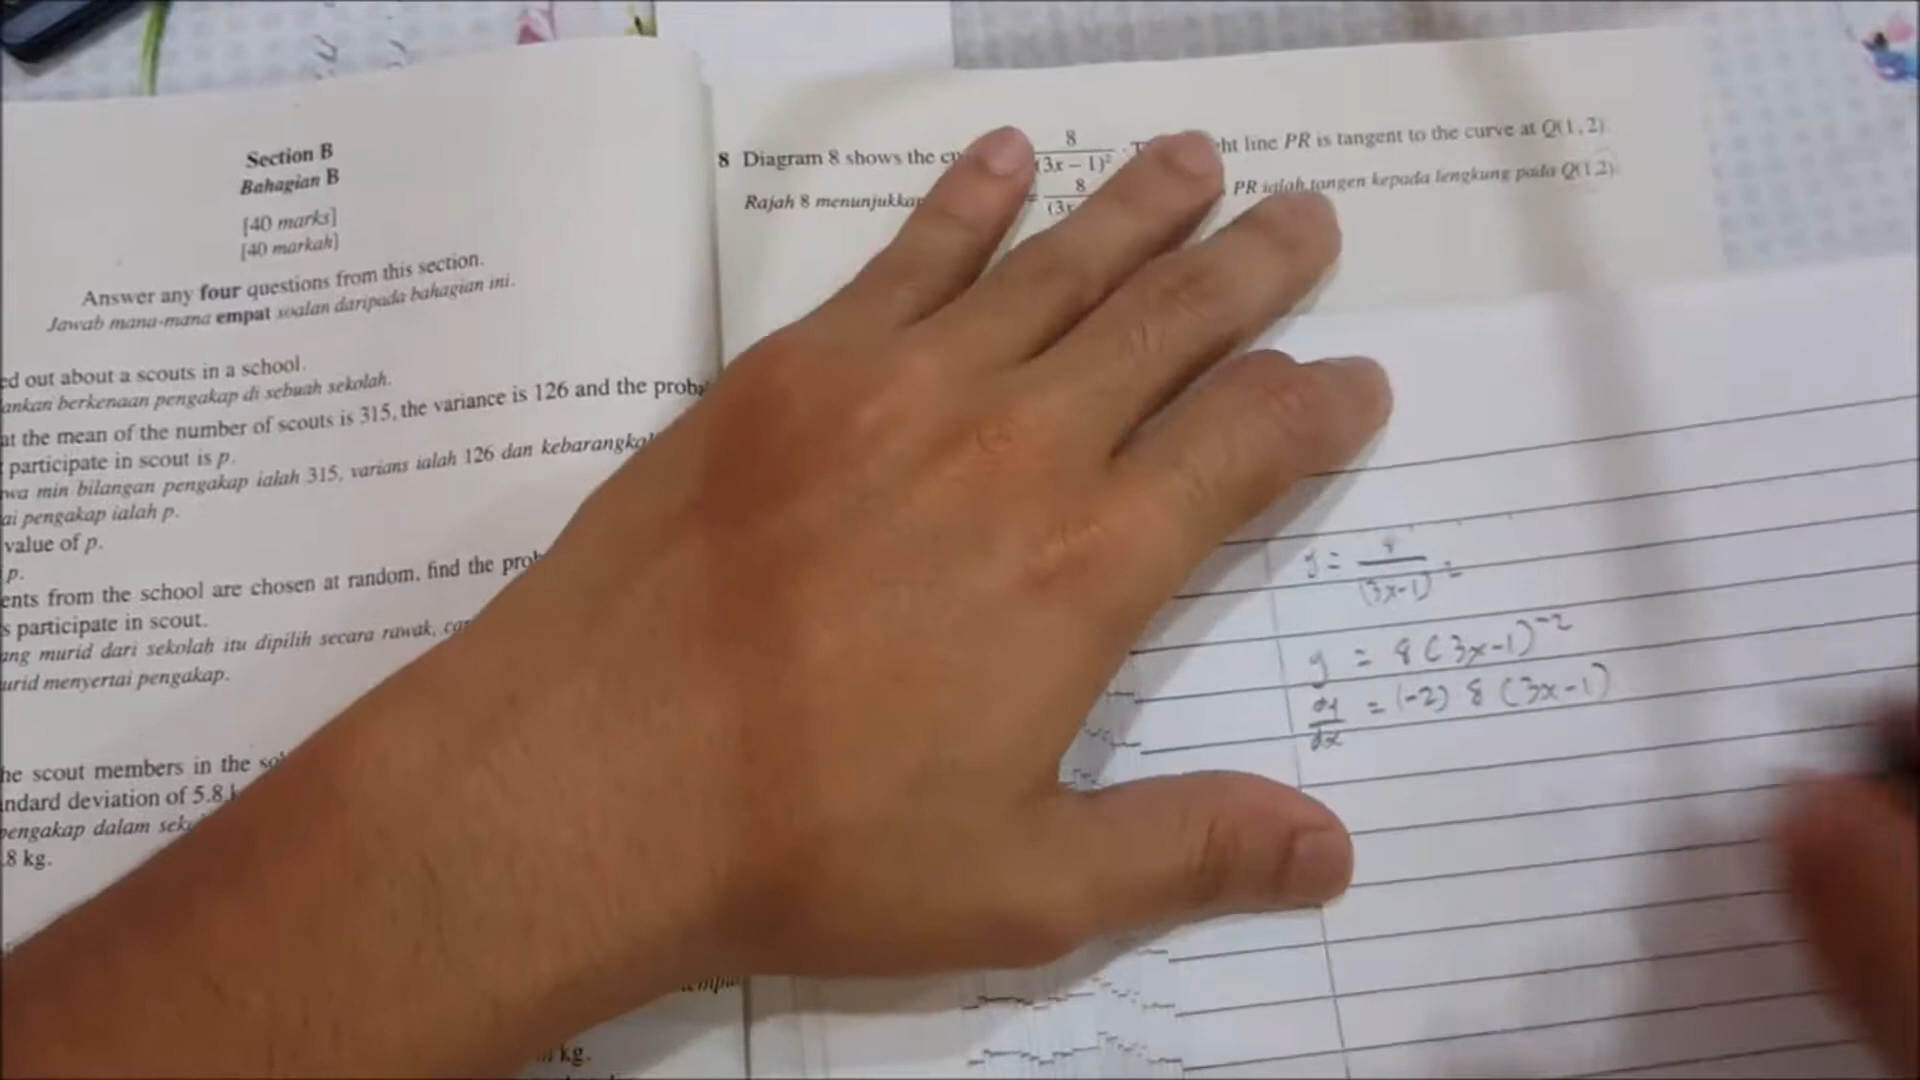 Section B
Bahagian B
[40 marks]
[40 markah]
Answer any four questions from this section.
Jawab mana-mana empat soalan daripada bahagian ini.
ed out about a scouts in a school.
ankan berkenaan pengakap di sebuah sekolah.
at the mean of the number of scouts is 315, the variance is 126 and the
participate in scout is p.
wa min bilangan pengakap ialah 315, varians ialah 126 dan
ai pengakap ialah p.
value of p.
p.
ents from the school are chosen at random, find the
s participate in scout.
ang murid dari sekolah itu dipilih secara rawak,
urid menyertai pengakap.
he scout members in the
ndard deviation of 5.8
pengakap dalam
.8 kg.
kg.
8 Diagram 8 shows the 8/(3x – 1)² ht line PR is tangent to the curve at Q(1, 2).
Rajah 8 menunjukkan = 8/(3x PR ialah tangen kepada lengkung pada Q(1,2).
y = 8/(3x-1)²
y = 8(3x-1)^-2
dy/dx = (-2) 8 (3x-1)